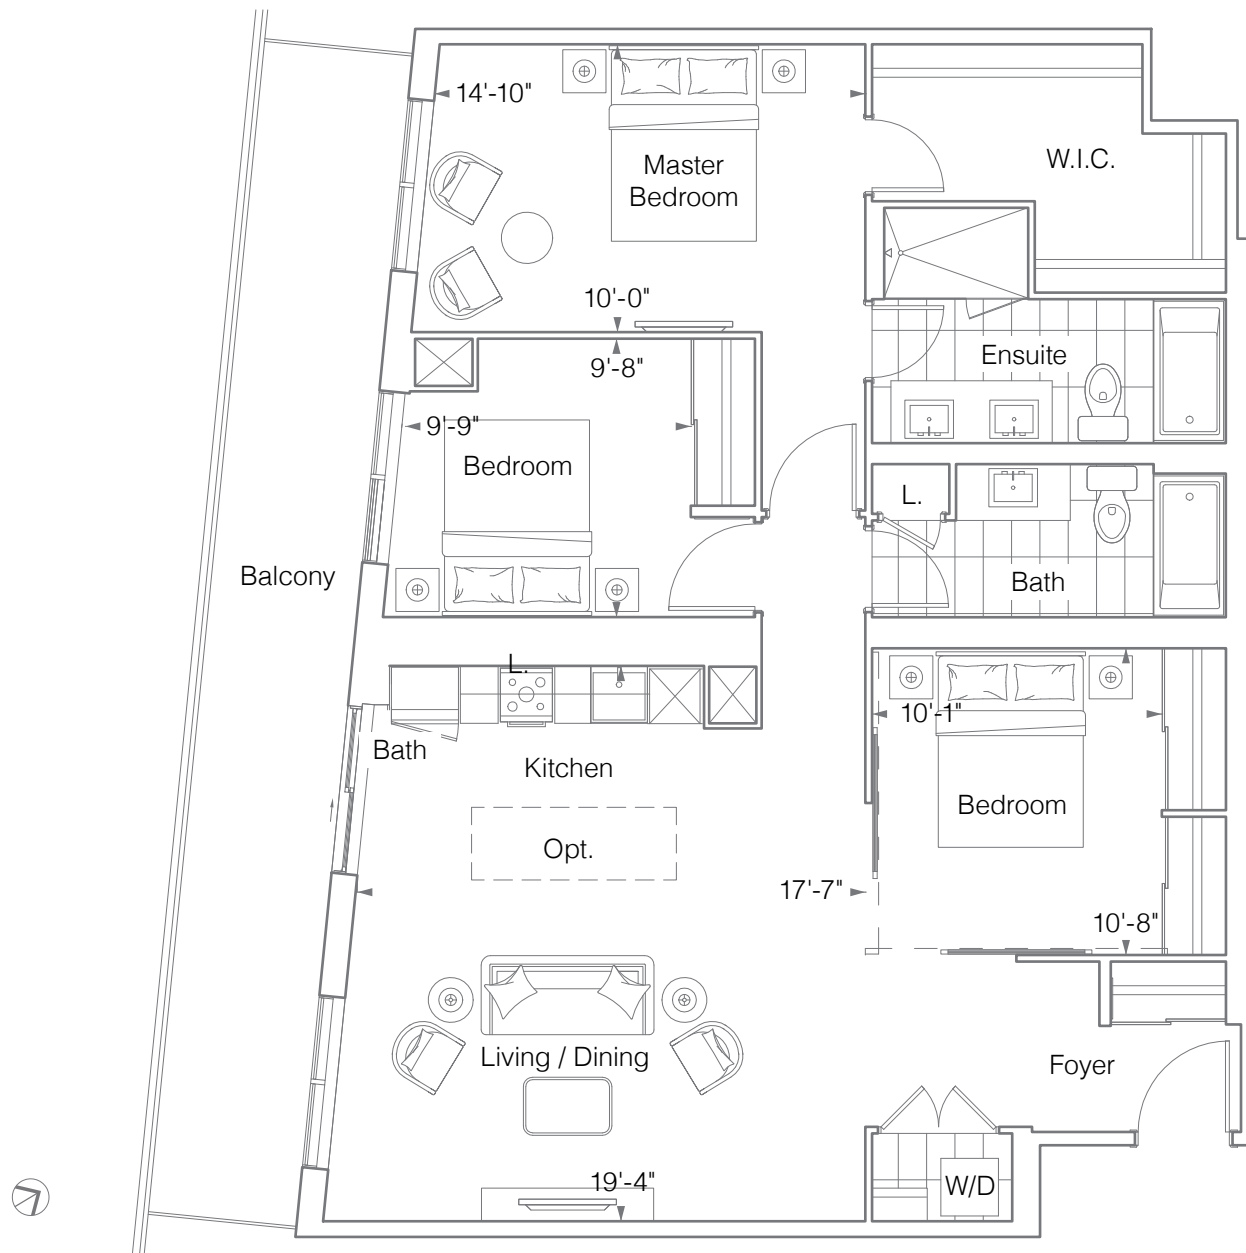 14'-10"
Master
Bedroom
W.I.C.
10'-0"
9'-8"
Ensuite
9'-9"
Bedroom
L.
Balcony
Bath
L.
10'-1"
Bath
Kitchen
Bedroom
Opt.
17'-7"
10'-8"
Living / Dining
Foyer
19'-4"
W/D